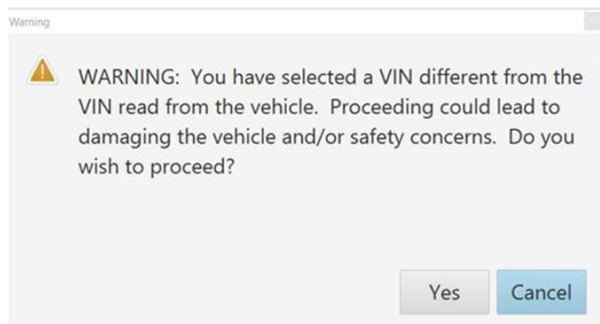 Warning
WARNING: You have selected a VIN different from the
VIN read from the vehicle. Proceeding could lead to
damaging the vehicle and/or safety concerns. Do you
wish to proceed?
Yes
Cancel